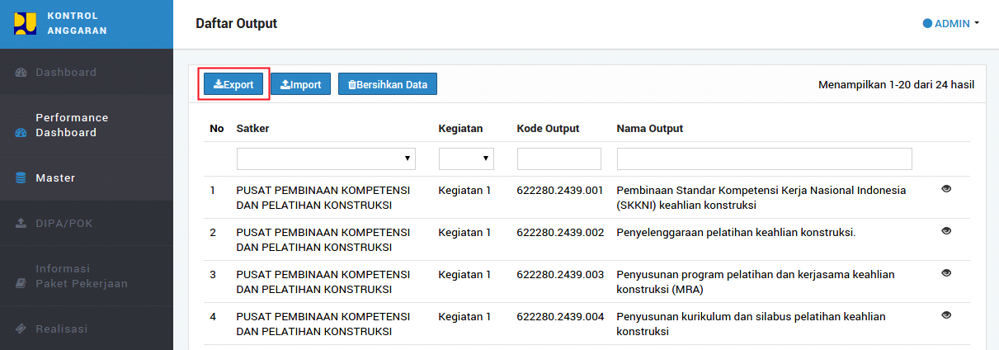 KONTROL
ANGGARAN
Daftar Output
ADMIN
Dashboard
Performance
Dashboard
Master
DIPA/POK
Informasi
Paket Pekerjaan
Realisasi
Export Import Bersihkan Data Menampilkan 1-20 dari 24 hasil
No Satker Kegiatan Kode Output Nama Output
1 PUSAT PEMBINAAN KOMPETENSI Kegiatan 1 622280.2439.001 Pembinaan Standar Kompetensi Kerja Nasional Indonesia
DAN PELATIHAN KONSTRUKSI (SKKNI) keahlian konstruksi
2 PUSAT PEMBINAAN KOMPETENSI Kegiatan 1 622280.2439.002 Penyelenggaraan pelatihan keahlian konstruksi.
DAN PELATIHAN KONSTRUKSI
3 PUSAT PEMBINAAN KOMPETENSI Kegiatan 1 622280.2439.003 Penyusunan program pelatihan dan kerjasama keahlian
DAN PELATIHAN KONSTRUKSI konstruksi (MRA)
4 PUSAT PEMBINAAN KOMPETENSI Kegiatan 1 622280.2439.004 Penyusunan kurikulum dan silabus pelatihan keahlian
DAN PELATIHAN KONSTRUKSI konstruksi